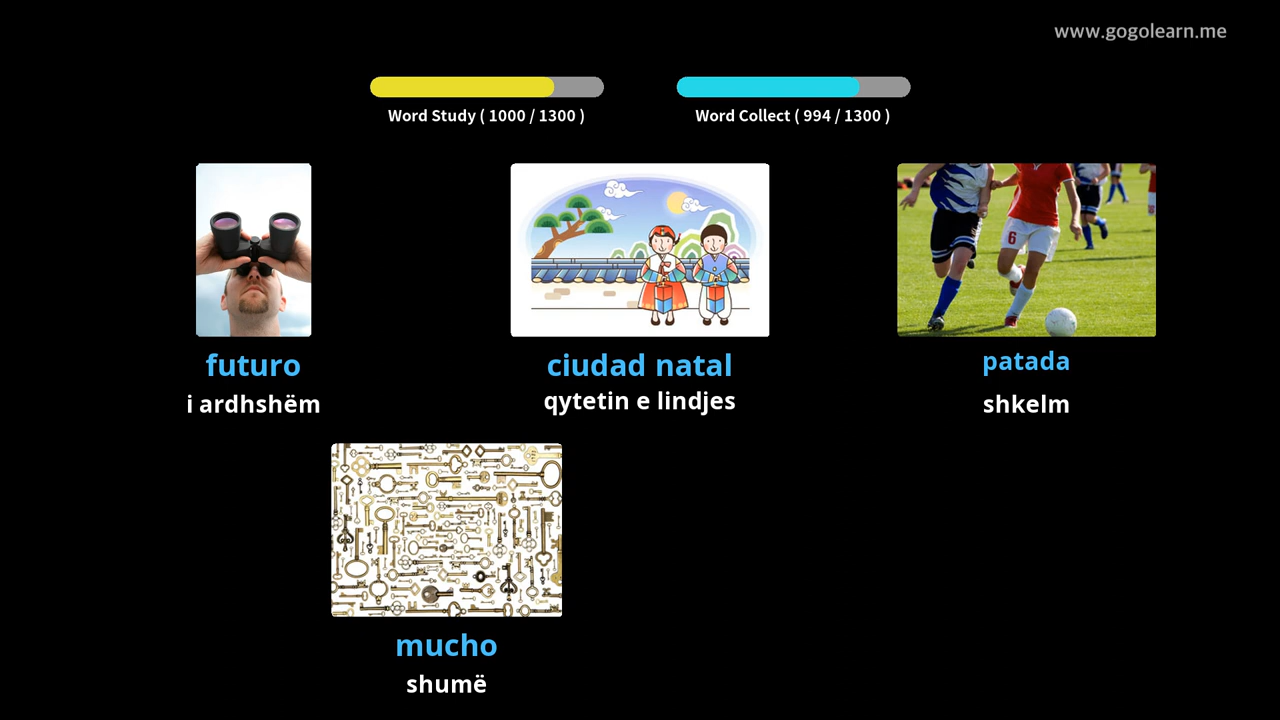 www.gogolearn.me
Word Study ( 1000 / 1300 )
Word Collect ( 994 / 1300 )
futuro
i ardhshëm
ciudad natal
qytetin e lindjes
patada
shkelm
6
mucho
shumë